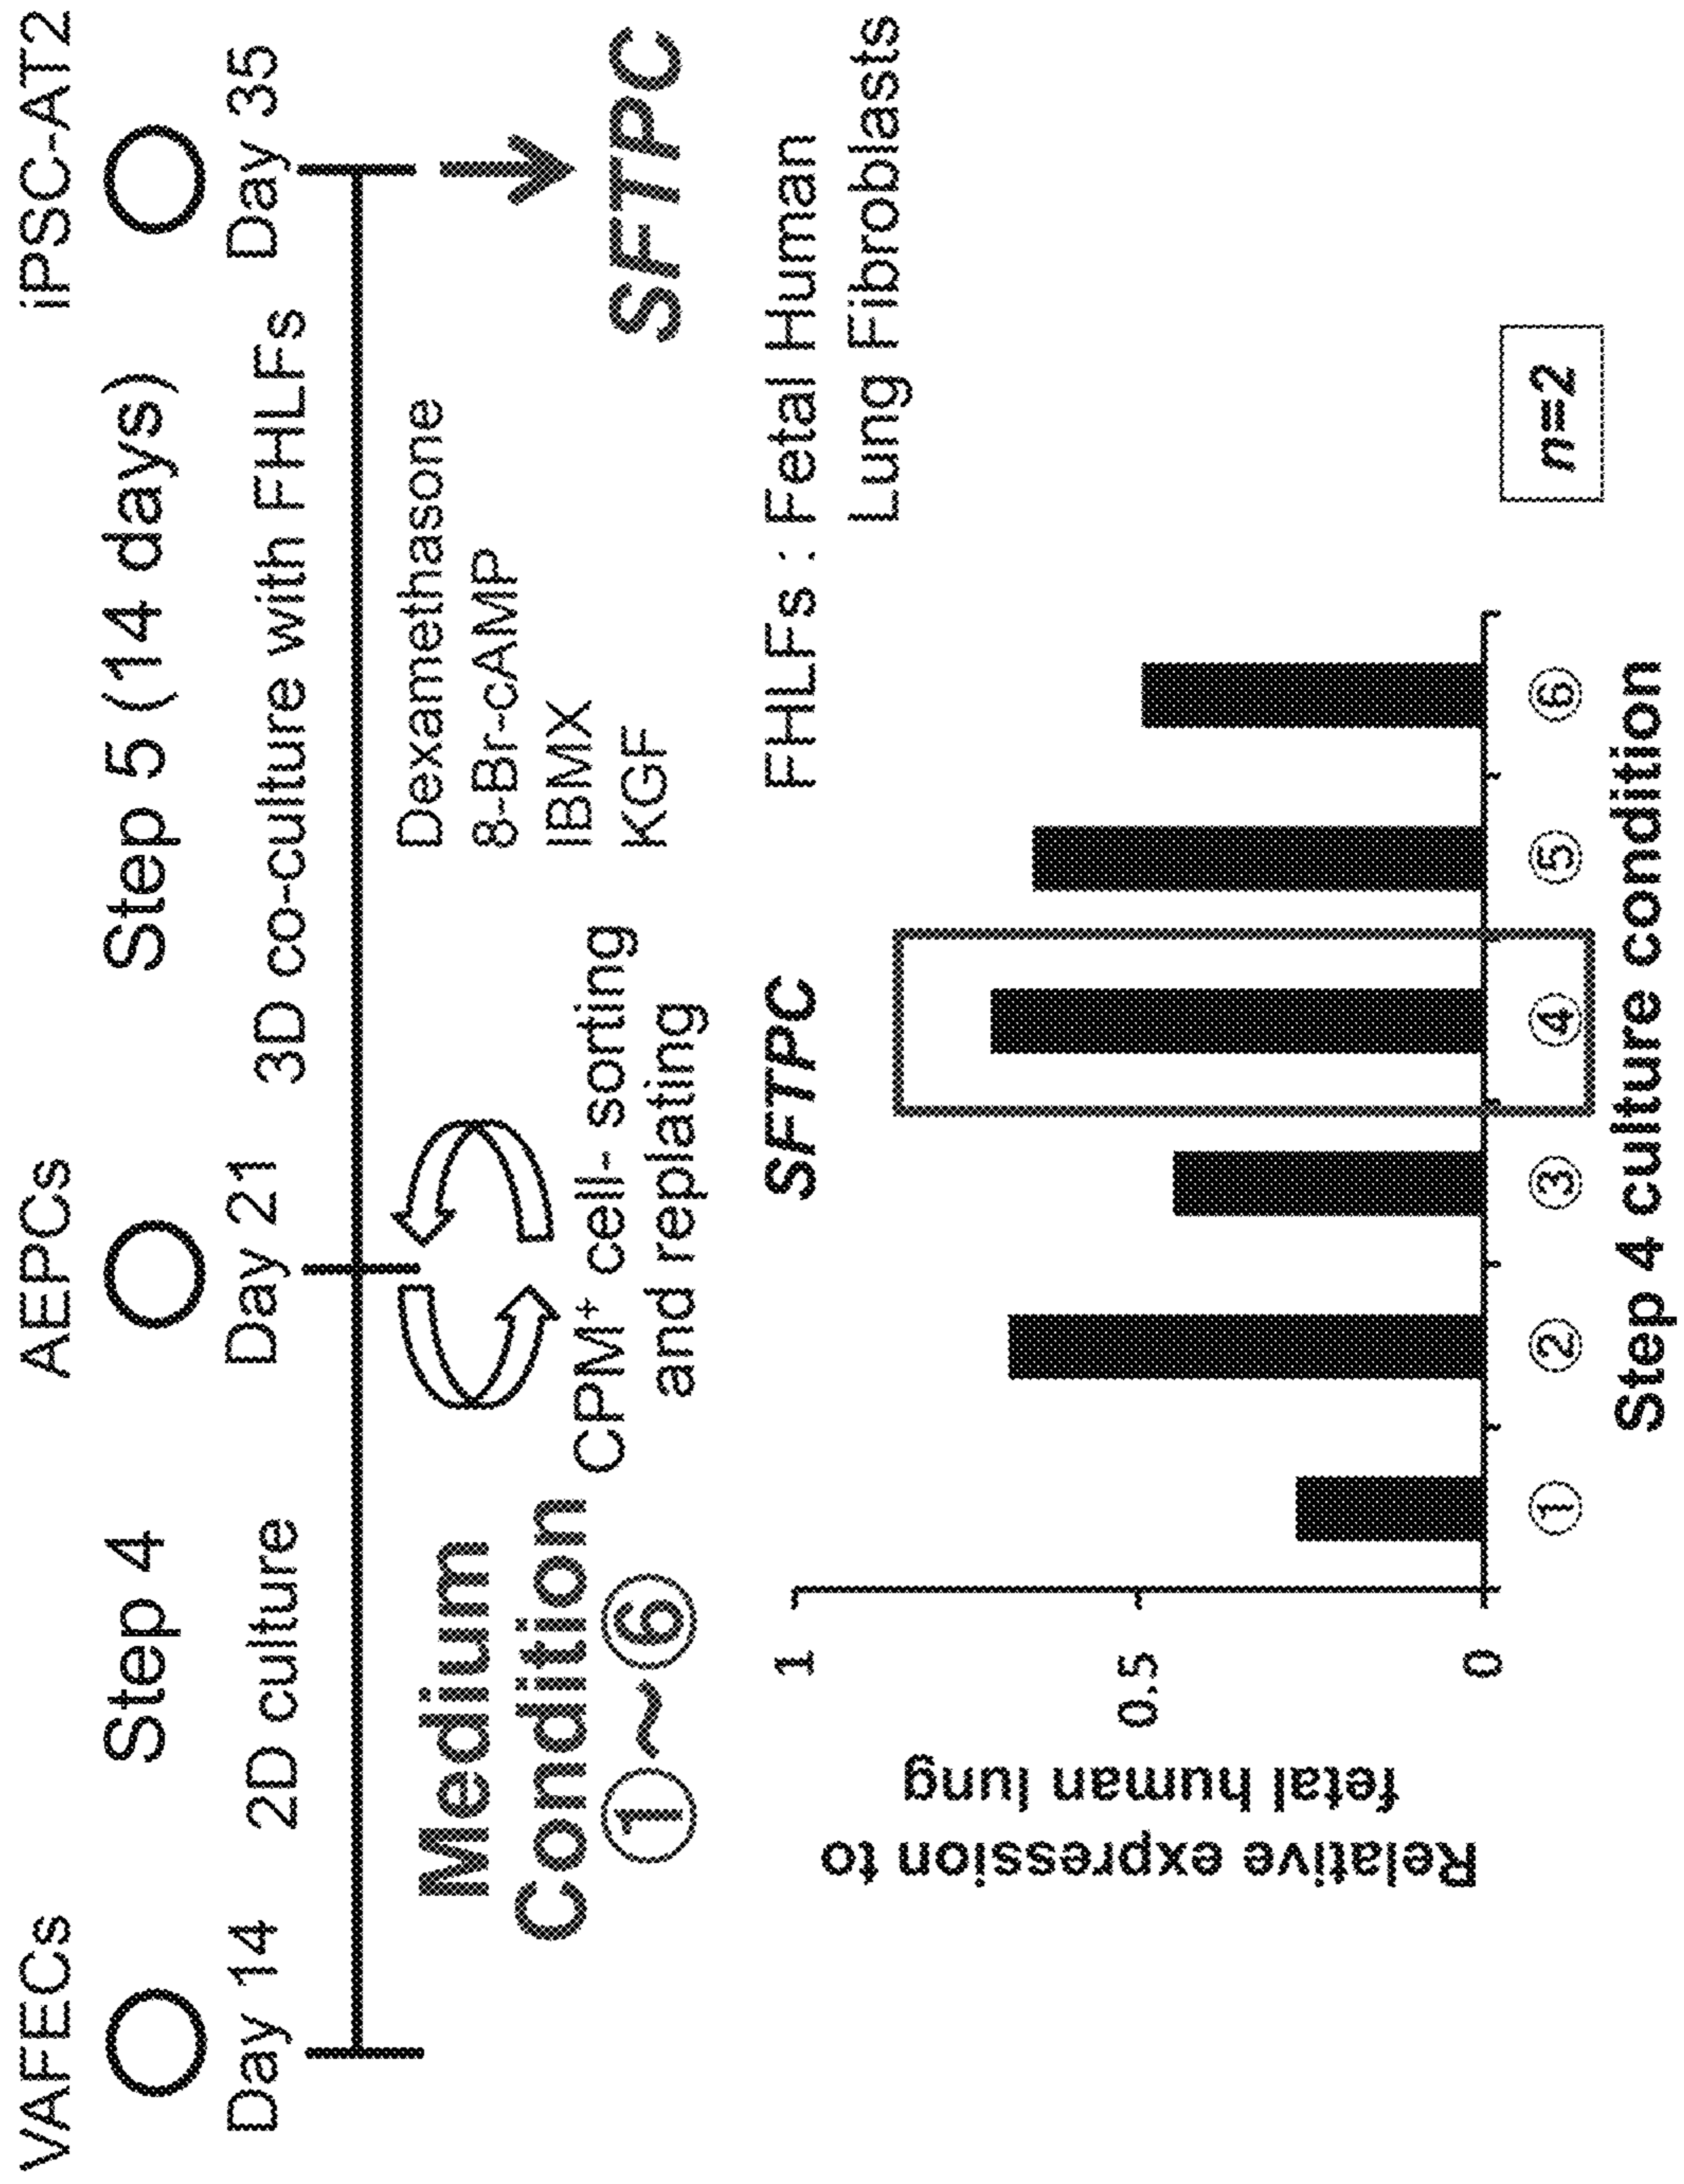 VAFECs
AEPCs
iPSC-AT2
Step 4
Step 5 (14 days)
Day 14
2D culture
Day 21
3D co-culture with FHLFs
Day 35
Medium
Condition
①~⑥
CPM⁺ cell- sorting
and replating
Dexamethasone
8-Br-cAMP
IBMX
KGF
SFTPC
FHLFs : Fetal Human
Lung Fibroblasts
SFTPC
Relative expression to
fetal human lung
1
0.5
0
① ② ③ ④ ⑤ ⑥
Step 4 culture condition
n=2